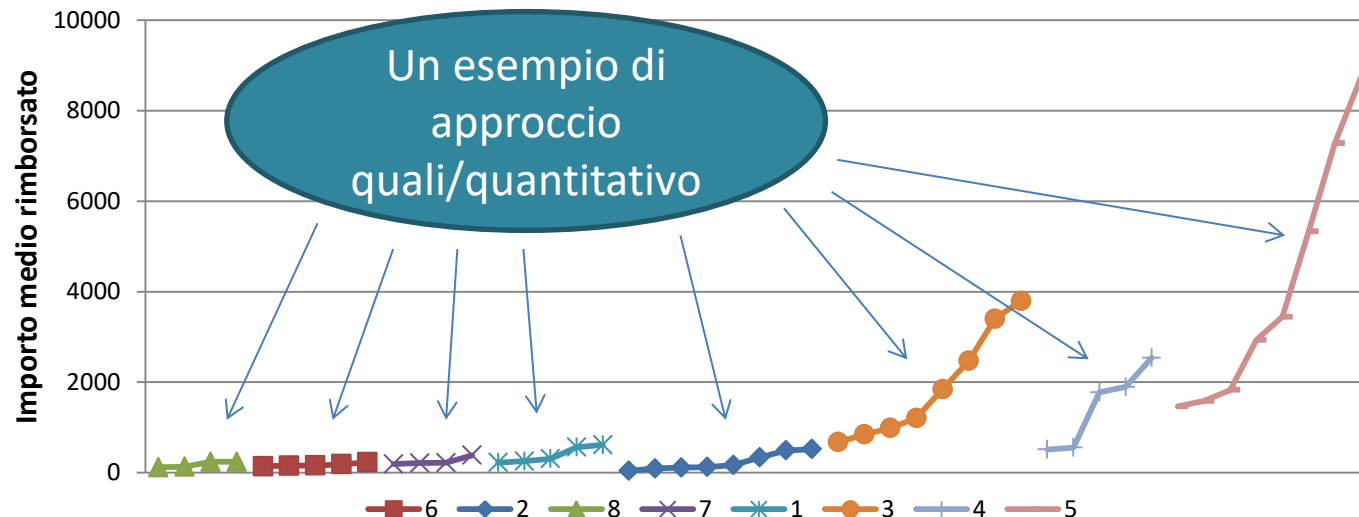 10000
8000
6000
4000
2000
0
Importo medio rimborsato
Un esempio di
approccio
quali/quantitativo
6 2 8 7 1 3 4 5